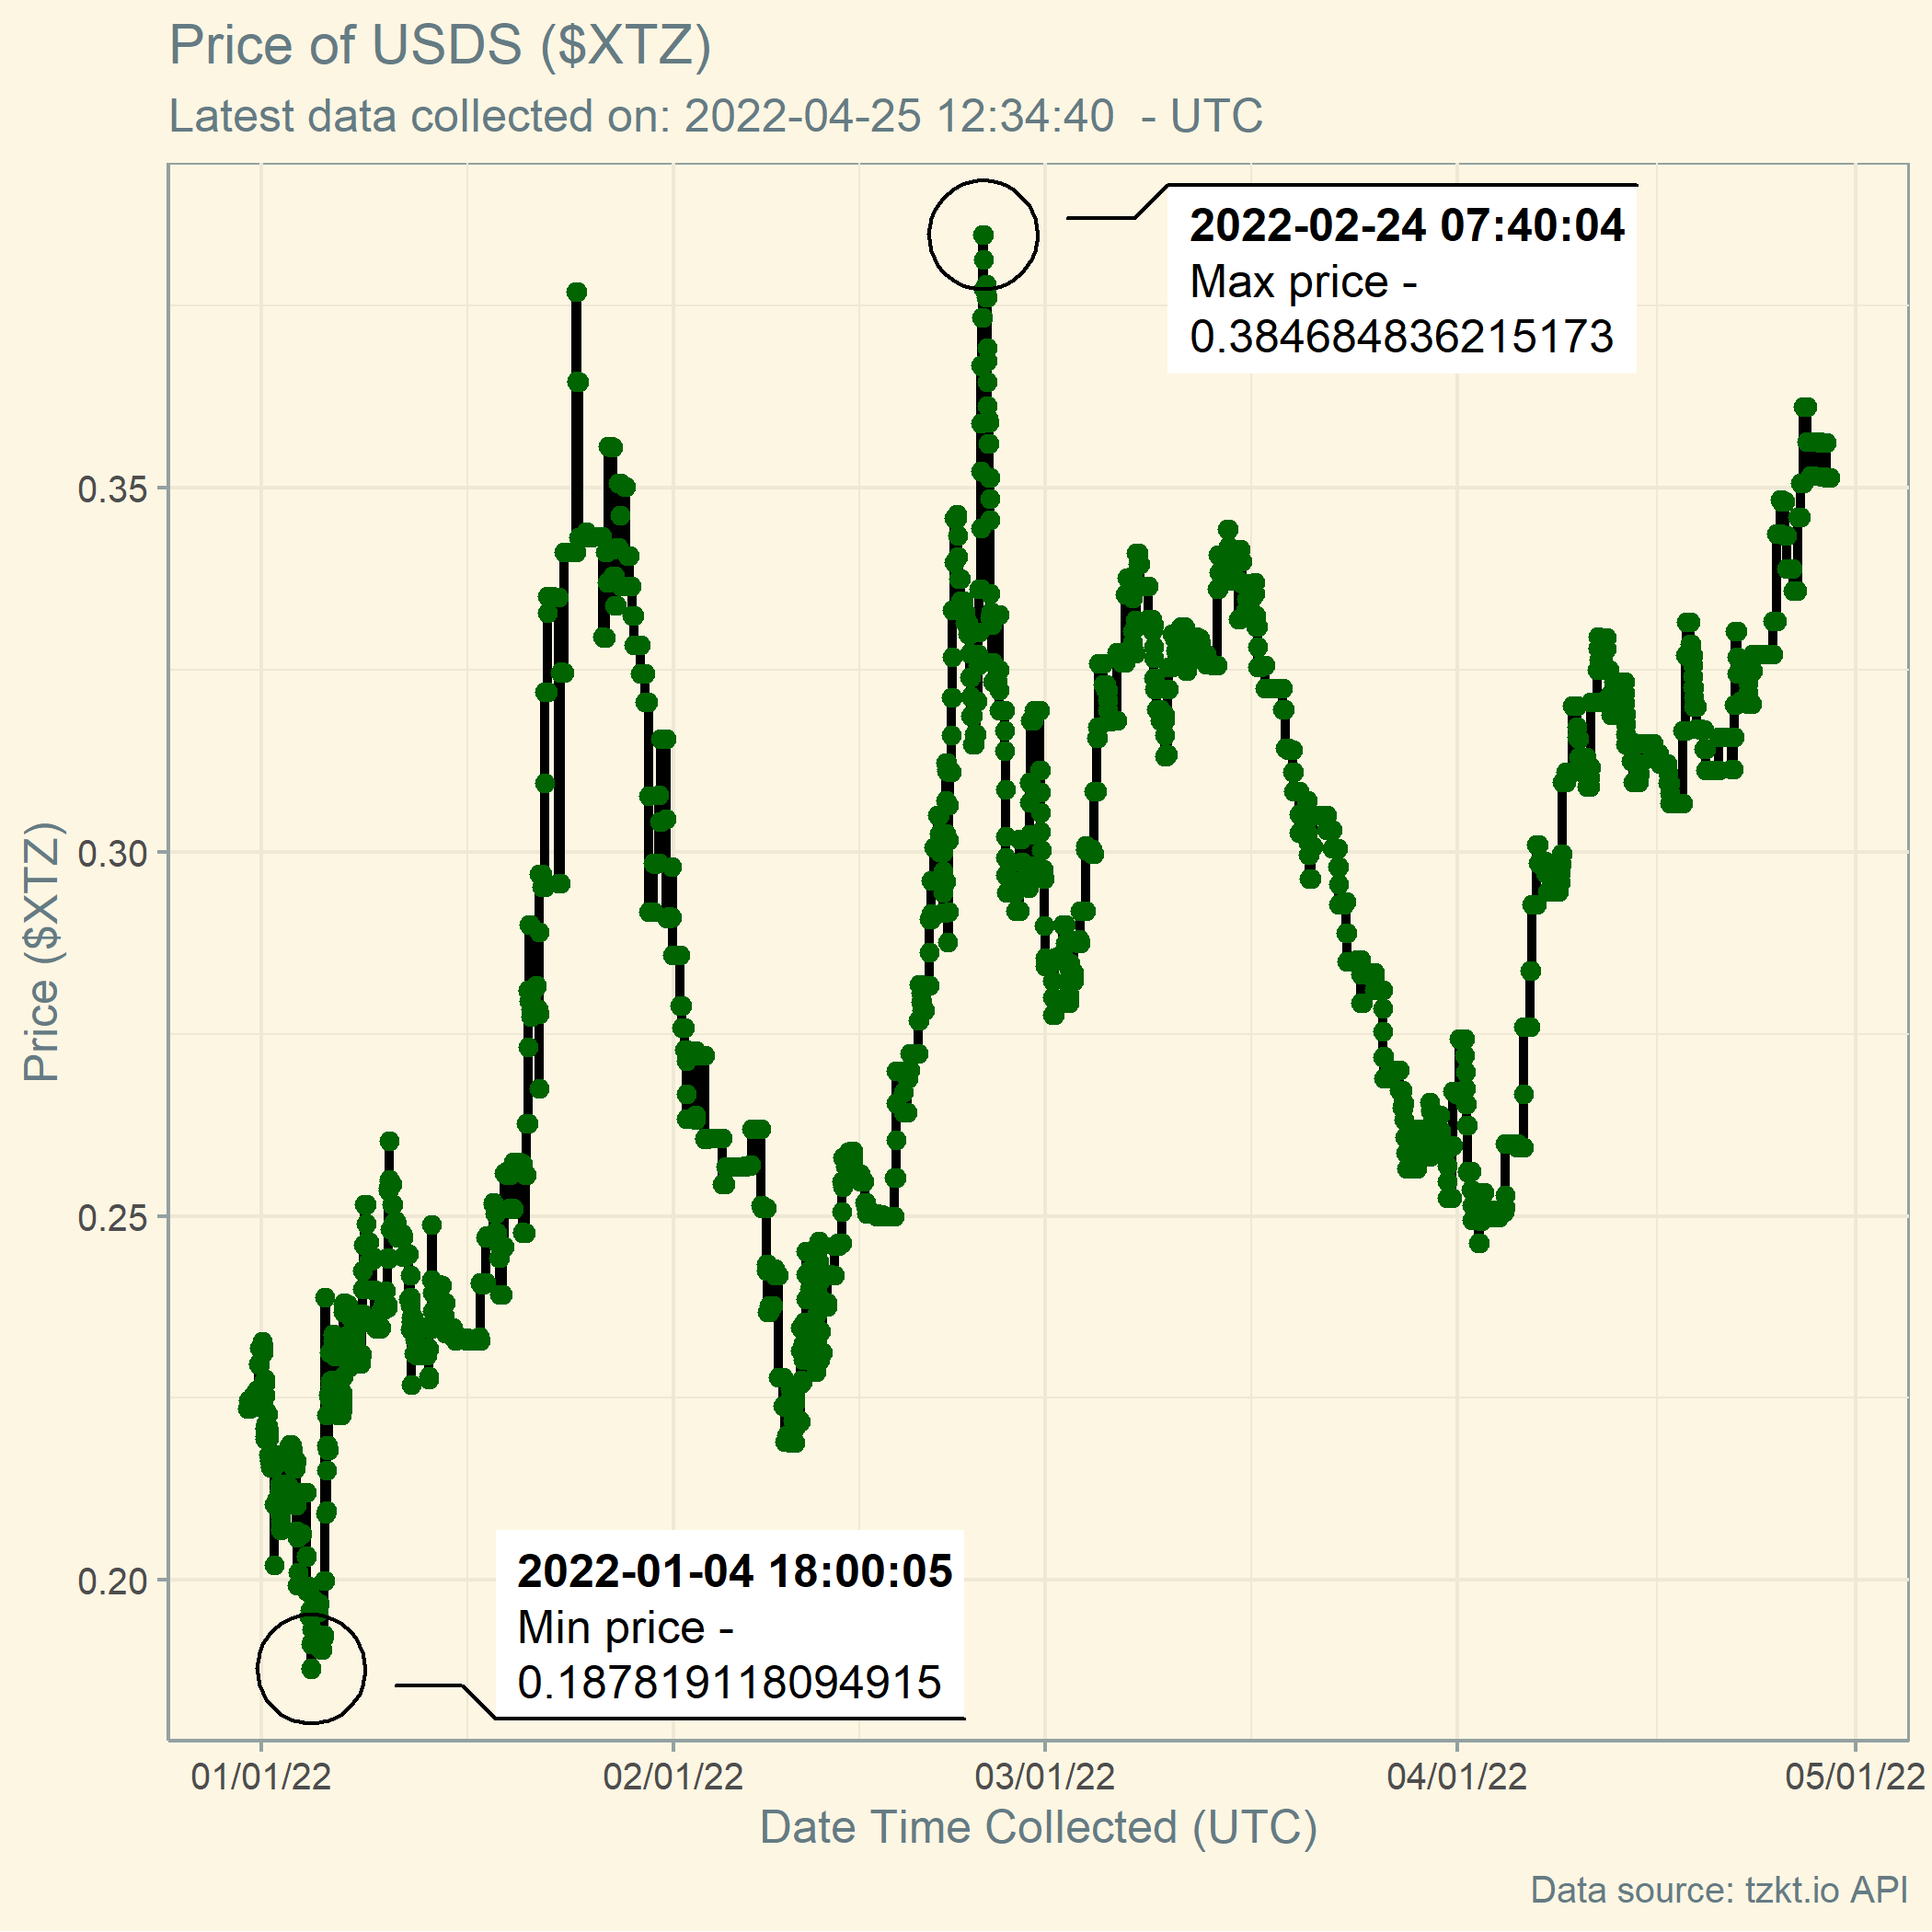 Price of USDS ($XTZ)
Latest data collected on: 2022-04-25 12:34:40  - UTC
2022-02-24 07:40:04
Max price -
0.384684836215173
0.35
0.30
0.25
0.20
Price ($XTZ)
2022-01-04 18:00:05
Min price -
0.187819118094915
01/01/22
02/01/22
03/01/22
04/01/22
05/01/22
Date Time Collected (UTC)
Data source: tzkt.io API